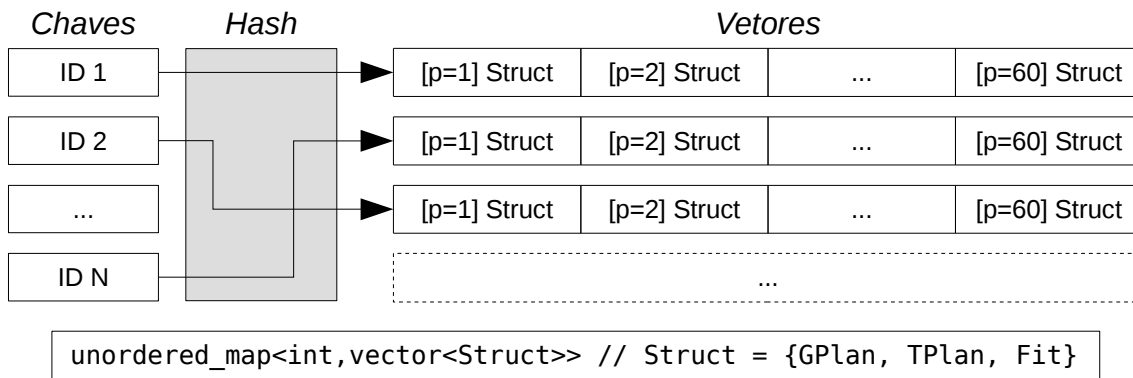 Chaves Hash Vetores
ID 1 [p=1] Struct [p=2] Struct ... [p=60] Struct
ID 2 [p=1] Struct [p=2] Struct ... [p=60] Struct
... [p=1] Struct [p=2] Struct ... [p=60] Struct
ID N ...
unordered_map<int,vector<Struct>> // Struct = {GPlan, TPlan, Fit}